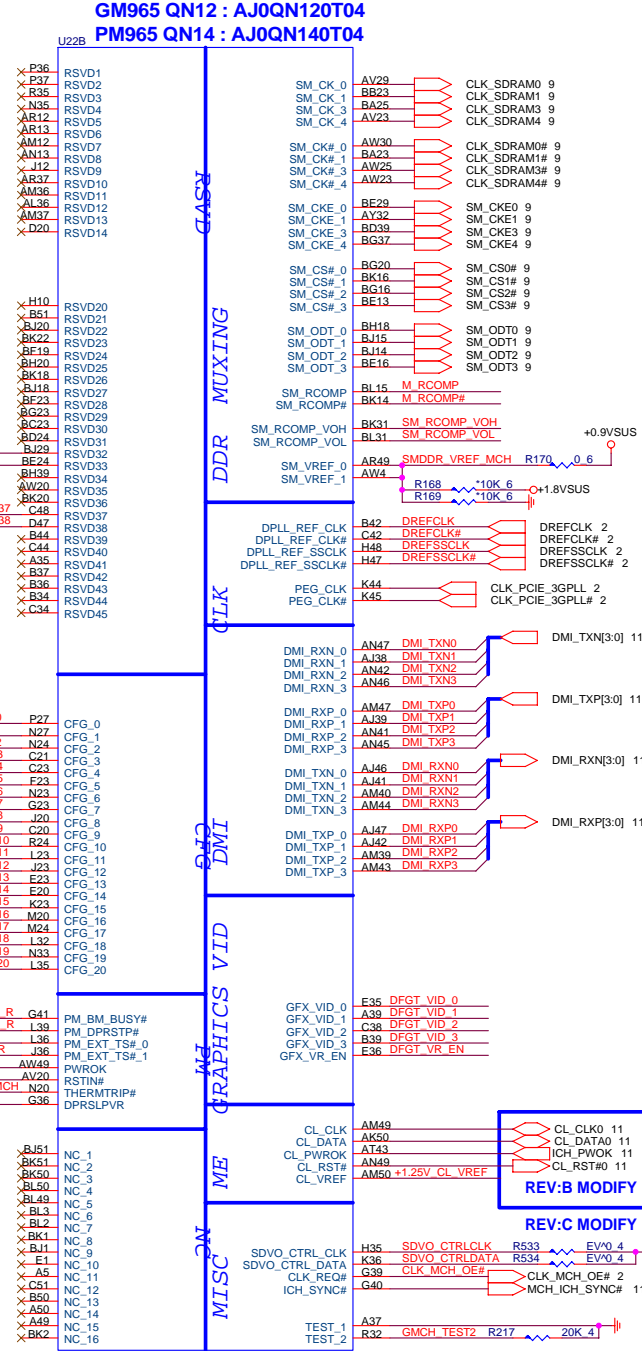 GM965 QN12 : AJ0QN120T04
PM965 QN14 : AJ0QN140T04
U22B
P36 RSVD1
P37 RSVD2
R35 RSVD3
N35 RSVD4
AR12 RSVD5
AR13 RSVD6
AM12 RSVD7
AN13 RSVD8
J12 RSVD9
AR37 RSVD10
AM36 RSVD11
AL36 RSVD12
AM37 RSVD13
D20 RSVD14
H10 RSVD20
B51 RSVD21
BJ20 RSVD22
BK22 RSVD23
BF19 RSVD24
BH20 RSVD25
BK18 RSVD26
BJ18 RSVD27
BF23 RSVD28
BG23 RSVD29
BC23 RSVD30
BD24 RSVD31
BJ29 RSVD32
BE24 RSVD33
BH39 RSVD34
AW20 RSVD35
BK20 RSVD36
37 C48 RSVD37
38 D47 RSVD38
B44 RSVD39
C44 RSVD40
A35 RSVD41
B37 RSVD42
B36 RSVD43
B34 RSVD44
C34 RSVD45
RSVD
P27 CFG_0
N27 CFG_1
N24 CFG_2
C21 CFG_3
C23 CFG_4
F23 CFG_5
N23 CFG_6
G23 CFG_7
J20 CFG_8
C20 CFG_9
10 R24 CFG_10
11 L23 CFG_11
12 J23 CFG_12
13 E23 CFG_13
14 E20 CFG_14
15 K23 CFG_15
16 M20 CFG_16
17 M24 CFG_17
18 L32 CFG_18
19 N33 CFG_19
20 L35 CFG_20
CFG
R G41 PM_BM_BUSY#
R L39 PM_DPRSTP#
L36 PM_EXT_TS#_0
R J36 PM_EXT_TS#_1
AW49 PWROK
AV20 RSTIN#
MCH N20 THERMTRIP#
G36 DPRSLPVR
PM
BJ51 NC_1
BK51 NC_2
BK50 NC_3
BL50 NC_4
BL49 NC_5
BL3 NC_6
BL2 NC_7
BK1 NC_8
BJ1 NC_9
E1 NC_10
A5 NC_11
C51 NC_12
B50 NC_13
A50 NC_14
A49 NC_15
BK2 NC_16
NC
SM_CK_0 AV29 CLK_SDRAM0 9
SM_CK_1 BB23 CLK_SDRAM1 9
SM_CK_3 BA25 CLK_SDRAM3 9
SM_CK_4 AV23 CLK_SDRAM4 9
SM_CK#_0 AW30 CLK_SDRAM0# 9
SM_CK#_1 BA23 CLK_SDRAM1# 9
SM_CK#_3 AW25 CLK_SDRAM3# 9
SM_CK#_4 AW23 CLK_SDRAM4# 9
SM_CKE_0 BE29 SM_CKE0 9
SM_CKE_1 AY32 SM_CKE1 9
SM_CKE_3 BD39 SM_CKE3 9
SM_CKE_4 BG37 SM_CKE4 9
SM_CS#_0 BG20 SM_CS0# 9
SM_CS#_1 BK16 SM_CS1# 9
SM_CS#_2 BG16 SM_CS2# 9
SM_CS#_3 BE13 SM_CS3# 9
SM_ODT_0 BH18 SM_ODT0 9
SM_ODT_1 BJ15 SM_ODT1 9
SM_ODT_2 BJ14 SM_ODT2 9
SM_ODT_3 BE16 SM_ODT3 9
SM_RCOMP BL15 M_RCOMP
SM_RCOMP# BK14 M_RCOMP#
SM_RCOMP_VOH BK31 SM_RCOMP_VOH
SM_RCOMP_VOL BL31 SM_RCOMP_VOL
+0.9VSUS
SM_VREF_0 AR49 SMDDR_VREF_MCH R170 0_6
SM_VREF_1 AW4
R168 *10K_6 +1.8VSUS
R169 *10K_6
DDR MUXING
DPLL_REF_CLK B42 DREFCLK DREFCLK 2
DPLL_REF_CLK# C42 DREFCLK# DREFCLK# 2
DPLL_REF_SSCLK H48 DREFSSCLK DREFSSCLK 2
DPLL_REF_SSCLK# H47 DREFSSCLK# DREFSSCLK# 2
PEG_CLK K44 CLK_PCIE_3GPLL 2
PEG_CLK# K45 CLK_PCIE_3GPLL# 2
CLK
DMI_RXN_0 AN47 DMI_TXN0 DMI_TXN[3:0] 11
DMI_RXN_1 AJ38 DMI_TXN1
DMI_RXN_2 AN42 DMI_TXN2
DMI_RXN_3 AN46 DMI_TXN3
DMI_RXP_0 AM47 DMI_TXP0 DMI_TXP[3:0] 11
DMI_RXP_1 AJ39 DMI_TXP1
DMI_RXP_2 AN41 DMI_TXP2
DMI_RXP_3 AN45 DMI_TXP3
DMI_TXN_0 AJ46 DMI_RXN0 DMI_RXN[3:0] 11
DMI_TXN_1 AJ41 DMI_RXN1
DMI_TXN_2 AM40 DMI_RXN2
DMI_TXN_3 AM44 DMI_RXN3
DMI_TXP_0 AJ47 DMI_RXP0 DMI_RXP[3:0] 11
DMI_TXP_1 AJ42 DMI_RXP1
DMI_TXP_2 AM39 DMI_RXP2
DMI_TXP_3 AM43 DMI_RXP3
DMI
GFX_VID_0 E35 DFGT_VID_0
GFX_VID_1 A39 DFGT_VID_1
GFX_VID_2 C38 DFGT_VID_2
GFX_VID_3 B39 DFGT_VID_3
GFX_VR_EN E36 DFGT_VR_EN
GRAPHICS VID
CL_CLK AM49 CL_CLK0 11
CL_DATA AK50 CL_DATA0 11
CL_PWROK AT43 ICH_PWOK 11
CL_RST# AN49 CL_RST#0 11
CL_VREF AM50 +1.25V_CL_VREF
REV:B MODIFY
ME
REV:C MODIFY
SDVO_CTRL_CLK H35 SDVO_CTRLCLK R533 EV^0_4
SDVO_CTRL_DATA K36 SDVO_CTRLDATA R534 EV^0_4
CLK_REQ# G39 CLK_MCH_OE# CLK_MCH_OE# 2
ICH_SYNC# G40 MCH_ICH_SYNC# 11
TEST_1 A37
TEST_2 R32 GMCH_TEST2 R217 20K_4
MISC